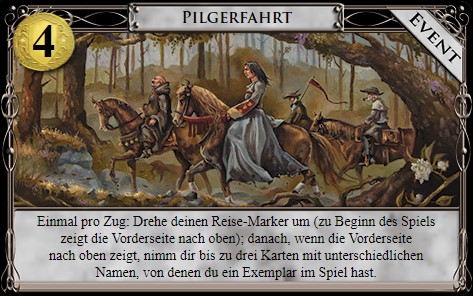 PILGERFAHRT
4
EVENT
Einmal pro Zug: Drehe deinen Reise-Marker um (zu Beginn des Spiels
zeigt die Vorderseite nach oben); danach, wenn die Vorderseite
nach oben zeigt, nimm dir bis zu drei Karten mit unterschiedlichen
Namen, von denen du ein Exemplar im Spiel hast.